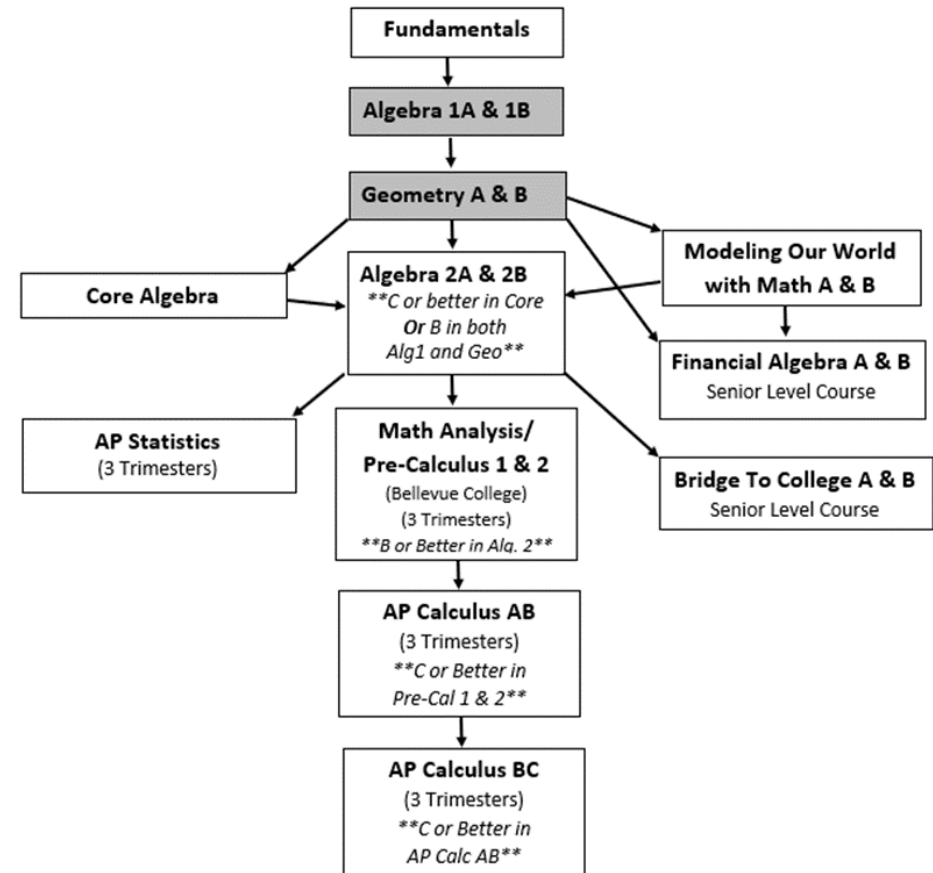 Fundamentals
Algebra 1A & 1B
Geometry A & B
Modeling Our World
with Math A & B
Core Algebra
Algebra 2A & 2B
**C or better in Core
Or B in both
Alg1 and Geo**
Financial Algebra A & B
Senior Level Course
AP Statistics
(3 Trimesters)
Math Analysis/
Pre-Calculus 1 & 2
(Bellevue College)
(3 Trimesters)
**B or Better in Alg. 2**
Bridge To College A & B
Senior Level Course
AP Calculus AB
(3 Trimesters)
**C or Better in
Pre-Cal 1 & 2**
AP Calculus BC
(3 Trimesters)
**C or Better in
AP Calc AB**